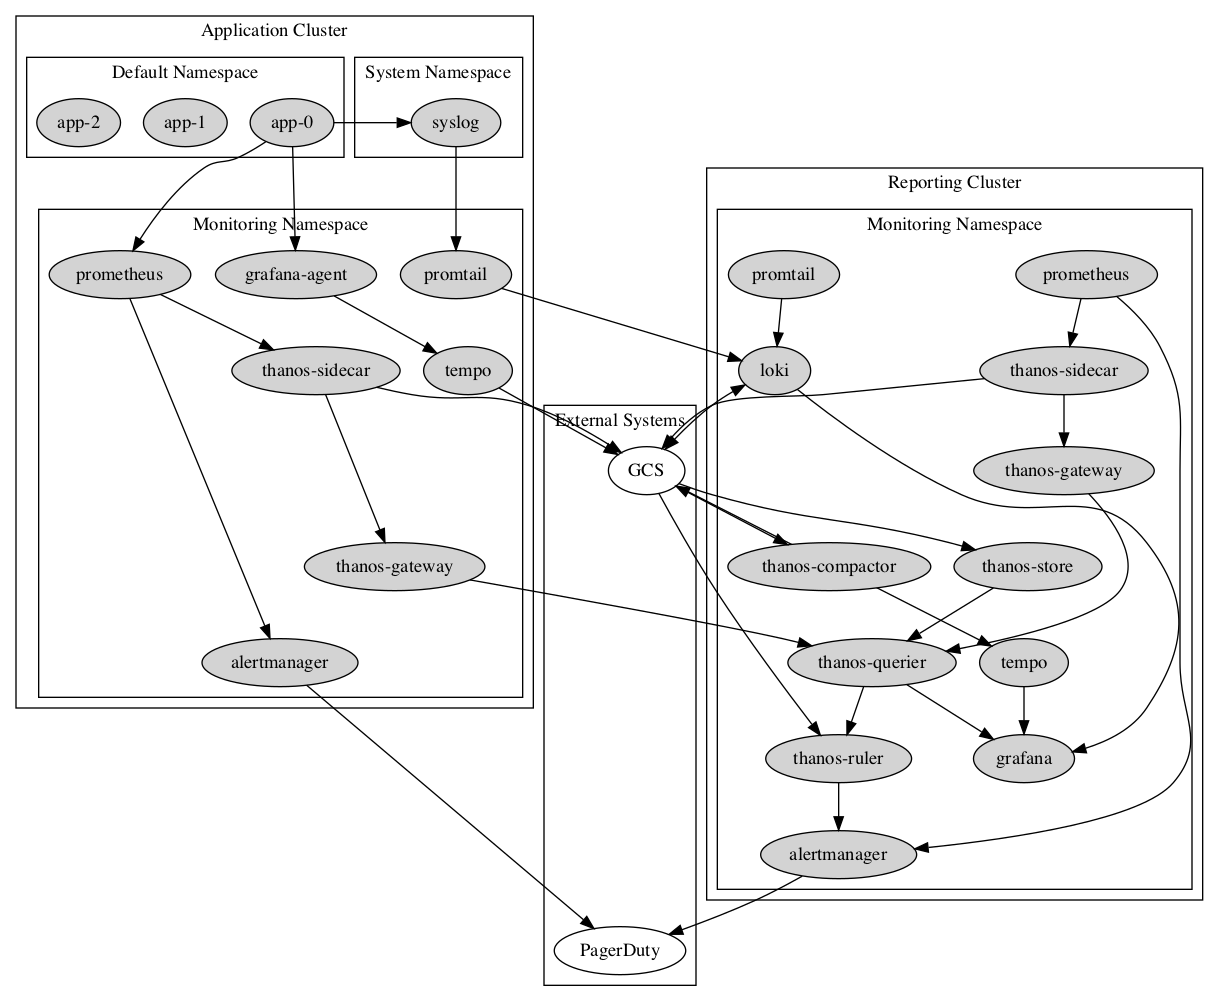 Application Cluster
Default Namespace
System Namespace
app-2
app-1
app-0
syslog
Monitoring Namespace
prometheus
grafana-agent
promtail
thanos-sidecar
tempo
thanos-gateway
alertmanager
External Systems
GCS
PagerDuty
Reporting Cluster
Monitoring Namespace
promtail
prometheus
loki
thanos-sidecar
thanos-gateway
thanos-compactor
thanos-store
thanos-querier
tempo
thanos-ruler
grafana
alertmanager